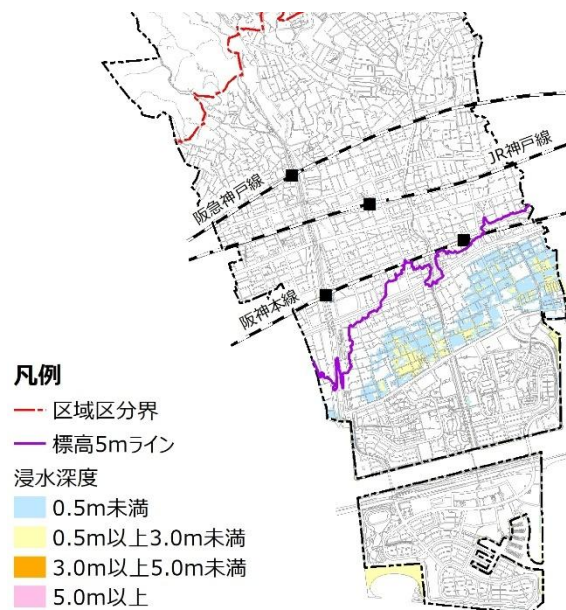 阪急神戸線
JR神戸線
阪神本線
凡例
区域区分界
標高5mライン
浸水深度
0.5m未満
0.5m以上3.0m未満
3.0m以上5.0m未満
5.0m以上